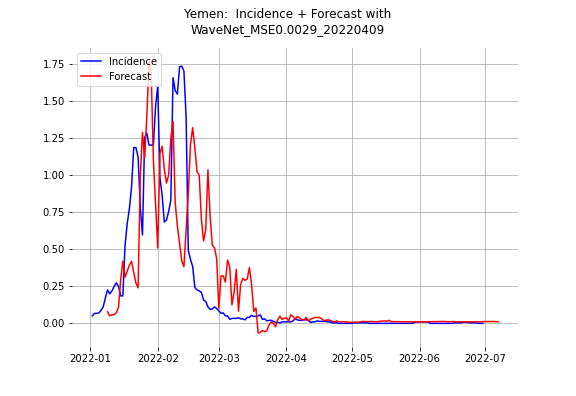 Yemen:  Incidence + Forecast with
WaveNet_MSE0.0029_20220409
Incidence
Forecast
1.75
1.50
1.25
1.00
0.75
0.50
0.25
0.00
2022-01 2022-02 2022-03 2022-04 2022-05 2022-06 2022-07